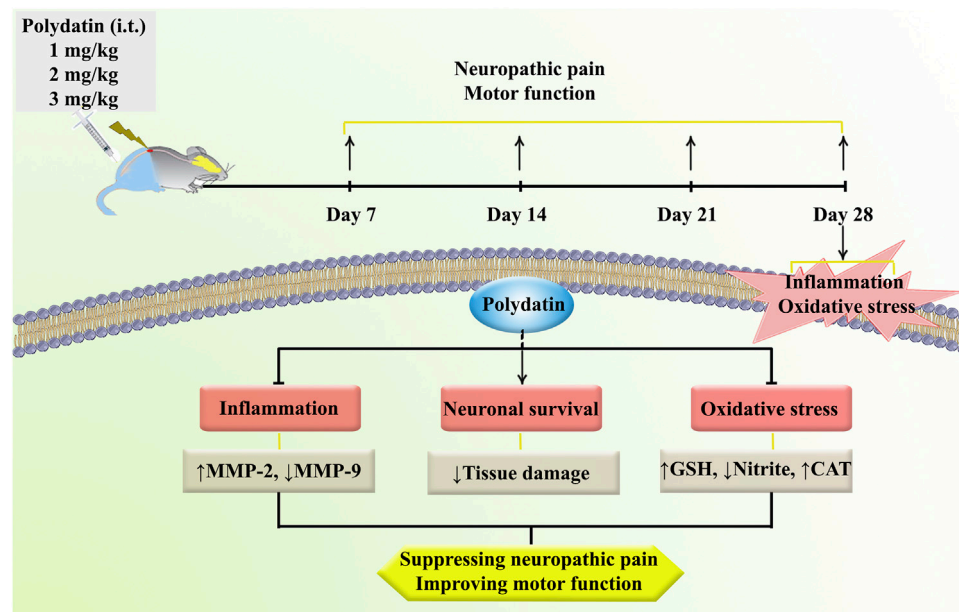 Polydatin (i.t.)
1 mg/kg
2 mg/kg
3 mg/kg
Neuropathic pain
Motor function
Day 7
Day 14
Day 21
Day 28
Inflammation
Oxidative stress
Polydatin
Inflammation
Neuronal survival
Oxidative stress
↑MMP-2, ↓MMP-9
↓Tissue damage
↑GSH, ↓Nitrite, ↑CAT
Suppressing neuropathic pain
Improving motor function